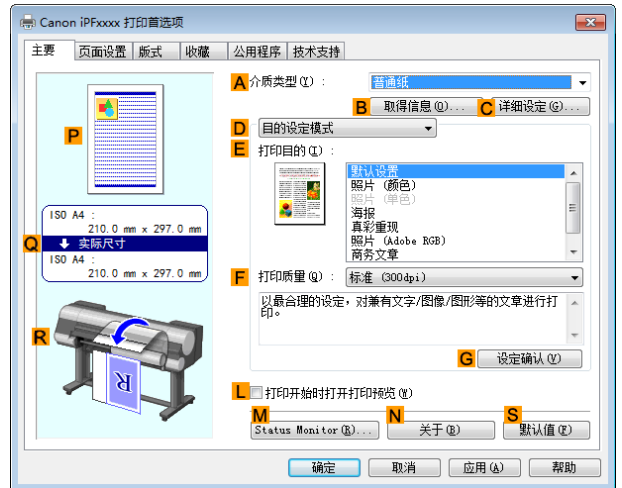 Canon iPFxxxx 打印首选项
主要 页面设置 版式 收藏 公用程序 技术支持
A 介质类型(Y) : 普通纸
B 取得信息(O)... C 详细设定(G)...
D 目的设定模式
E 打印目的(I) :
默认设置
照片 (颜色)
照片 (单色)
海报
真彩重现
照片 (Adobe RGB)
商务文章
P
ISO A4 :
210.0 mm x 297.0 mm
Q 实际尺寸
ISO A4 :
210.0 mm x 297.0 mm
F 打印质量(Q) : 标准 (300dpi)
以最合理的设定，对兼有文字/图像/图形等的文章进行打
印。
G 设定确认(V)
R
R
L 打印开始时打开打印预览(W)
M N S
Status Monitor(R)... 关于(B) 默认值(F)
确定 取消 应用(A) 帮助